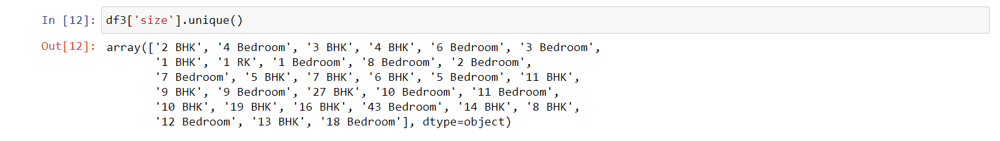 In [12]: df3['size'].unique()
Out[12]: array(['2 BHK', '4 Bedroom', '3 BHK', '4 BHK', '6 Bedroom', '3 Bedroom',
'1 BHK', '1 RK', '1 Bedroom', '8 Bedroom', '2 Bedroom',
'7 Bedroom', '5 BHK', '7 BHK', '6 BHK', '5 Bedroom', '11 BHK',
'9 BHK', '9 Bedroom', '27 BHK', '10 Bedroom', '11 Bedroom',
'10 BHK', '19 BHK', '16 BHK', '43 Bedroom', '14 BHK', '8 BHK',
'12 Bedroom', '13 BHK', '18 Bedroom'], dtype=object)